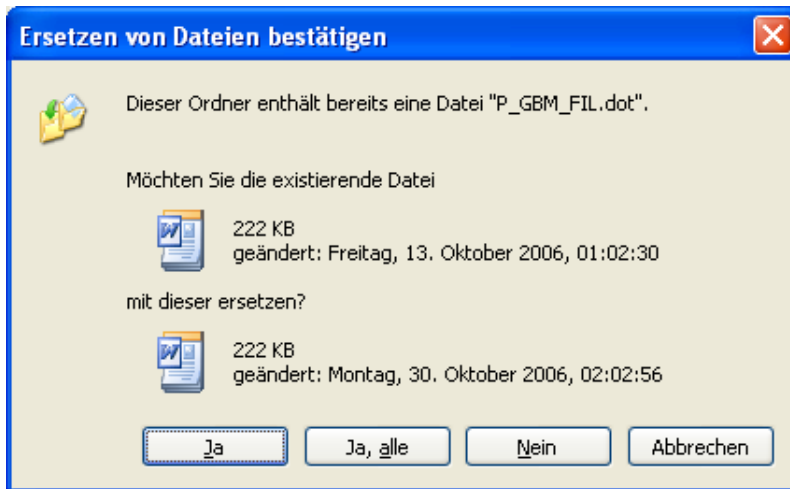 Ersetzen von Dateien bestätigen
Dieser Ordner enthält bereits eine Datei "P_GBM_FIL.dot".
Möchten Sie die existierende Datei
222 KB
geändert: Freitag, 13. Oktober 2006, 01:02:30
mit dieser ersetzen?
222 KB
geändert: Montag, 30. Oktober 2006, 02:02:56
Ja
Ja, alle
Nein
Abbrechen